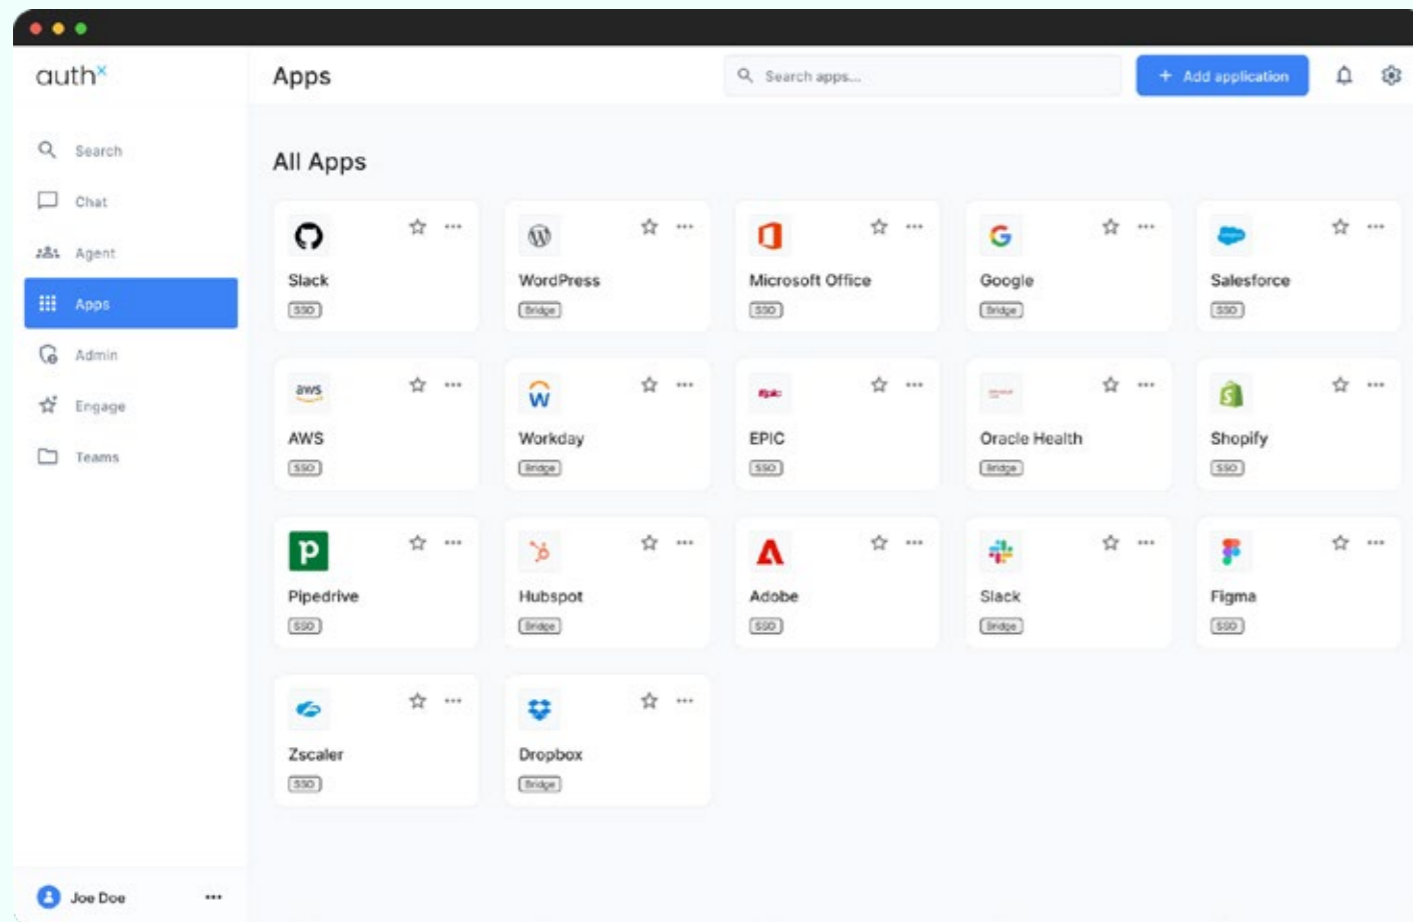 authx
Apps
Search apps...
+ Add application
Search
Chat
Agent
Apps
Admin
Engage
Teams
All Apps
Slack
SSO
WordPress
Bridge
Microsoft Office
SSO
Google
Bridge
Salesforce
SSO
aws
AWS
SSO
Workday
Bridge
Epic
EPIC
SSO
Oracle Health
Bridge
Shopify
SSO
Pipedrive
SSO
Hubspot
Bridge
Adobe
SSO
Slack
Bridge
Figma
SSO
Zscaler
SSO
Dropbox
Bridge
Joe Doe